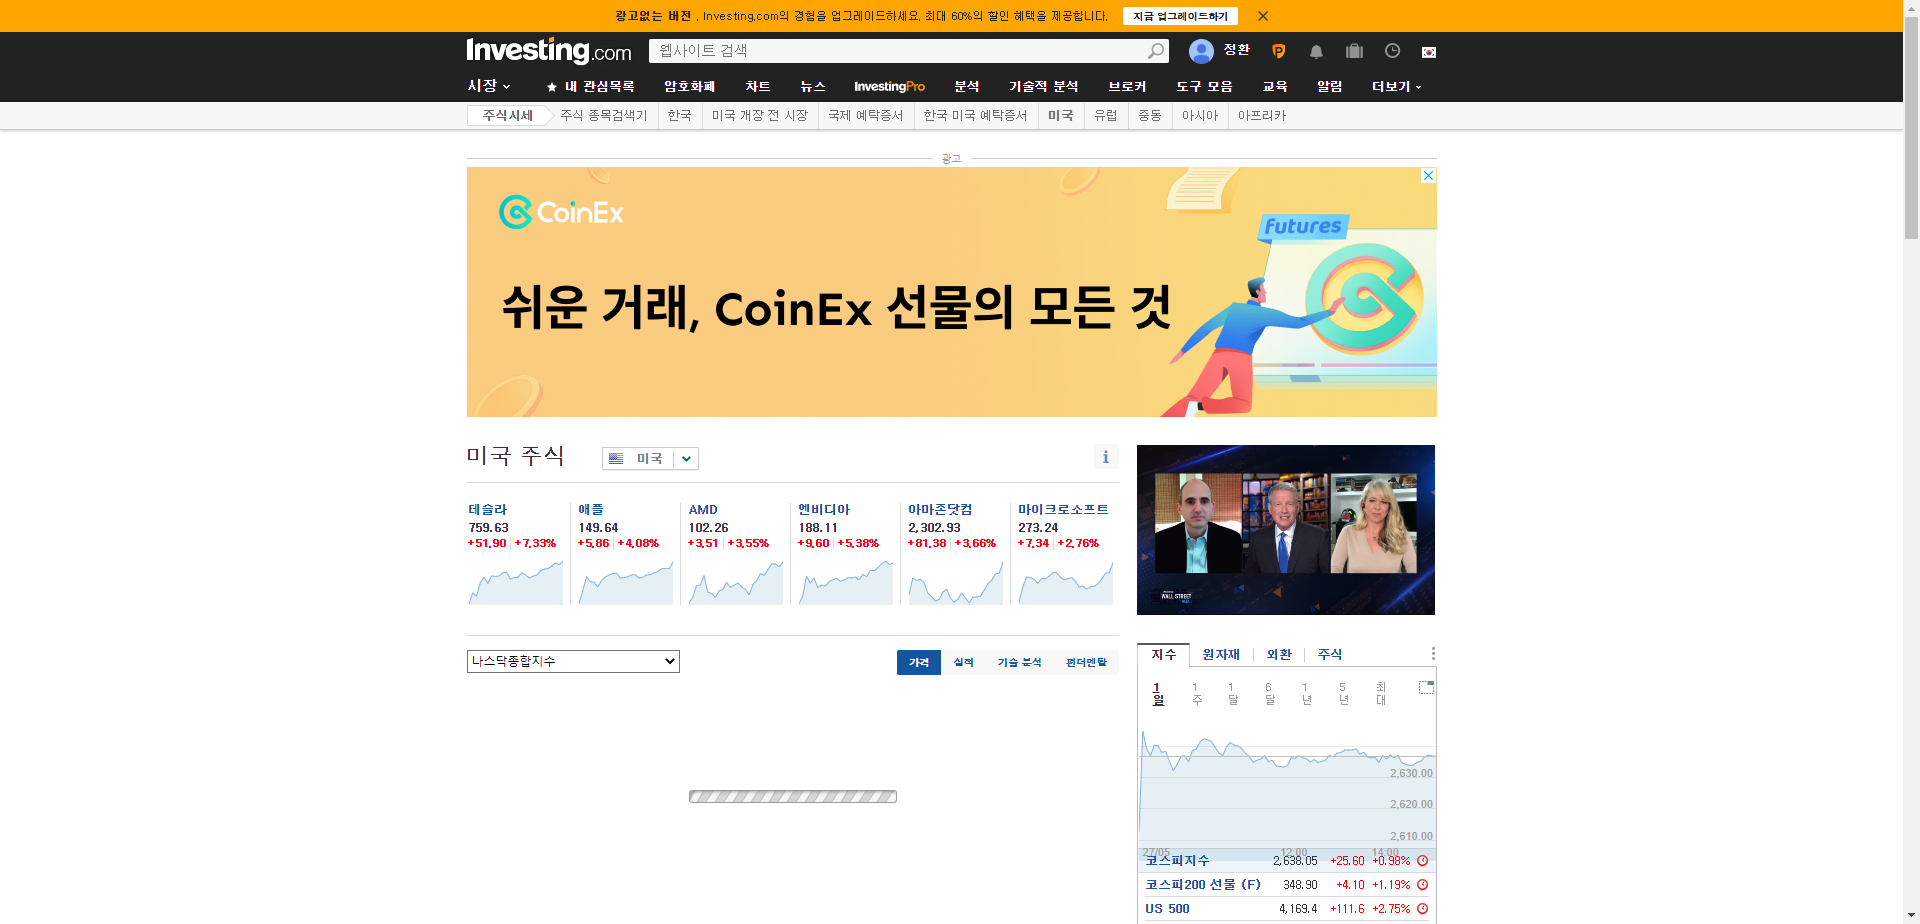 광고없는 버전 . Investing.com의 경험을 업그레이드하세요. 최대 60%의 할인 혜택을 제공합니다. 지금 업그레이드하기
Investing.com 웹사이트 검색 정환
시장 내 관심목록 암호화폐 차트 뉴스 InvestingPro 분석 기술적 분석 브로커 도구 모음 교육 알림 더보기
주식시세 주식 종목검색기 한국 미국 개장 전 시장 국제 예탁증서 한국 미국 예탁증서 미국 유럽 중동 아시아 아프리카
광고
CoinEx
futures
쉬운 거래, CoinEx 선물의 모든 것
미국 주식 미국 i
테슬라 애플 AMD 엔비디아 아마존닷컴 마이크로소프트
759.63 149.64 102.26 188.11 2,302.93 273.24
+51.90 +7.33% +5.86 +4.08% +3.51 +3.55% +9.60 +5.38% +81.38 +3.66% +7.34 +2.76%
WALL STREET
나스닥종합지수 가격 실적 기술 분석 펀더멘탈
지수 원자재 외환 주식
1일 1주 1달 6달 1년 5년 최대
2,630.00
2,620.00
2,610.00
27/05 12:00 14:00
코스피지수 2,638.05 +25.60 +0.98%
코스피200 선물 (F) 348.90 +4.10 +1.19%
US 500 4,169.4 +111.6 +2.75%